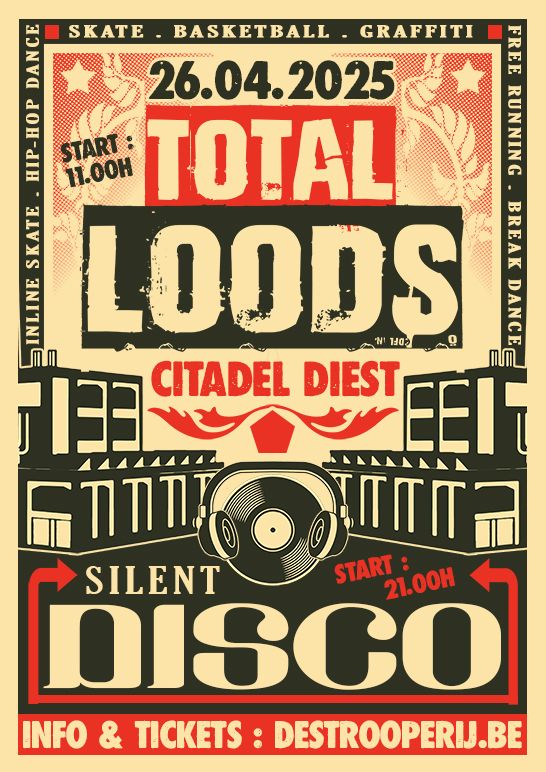 SKATE . BASKETBALL . GRAFFITI
INLINE SKATE . HIP-HOP DANCE
FREE RUNNING . BREAK DANCE
26.04.2025
START :
11.00H
TOTAL
LOODS
CITADEL DIEST
SILENT
START :
21.00H
DISCO
INFO & TICKETS : DESTROOPERIJ.BE